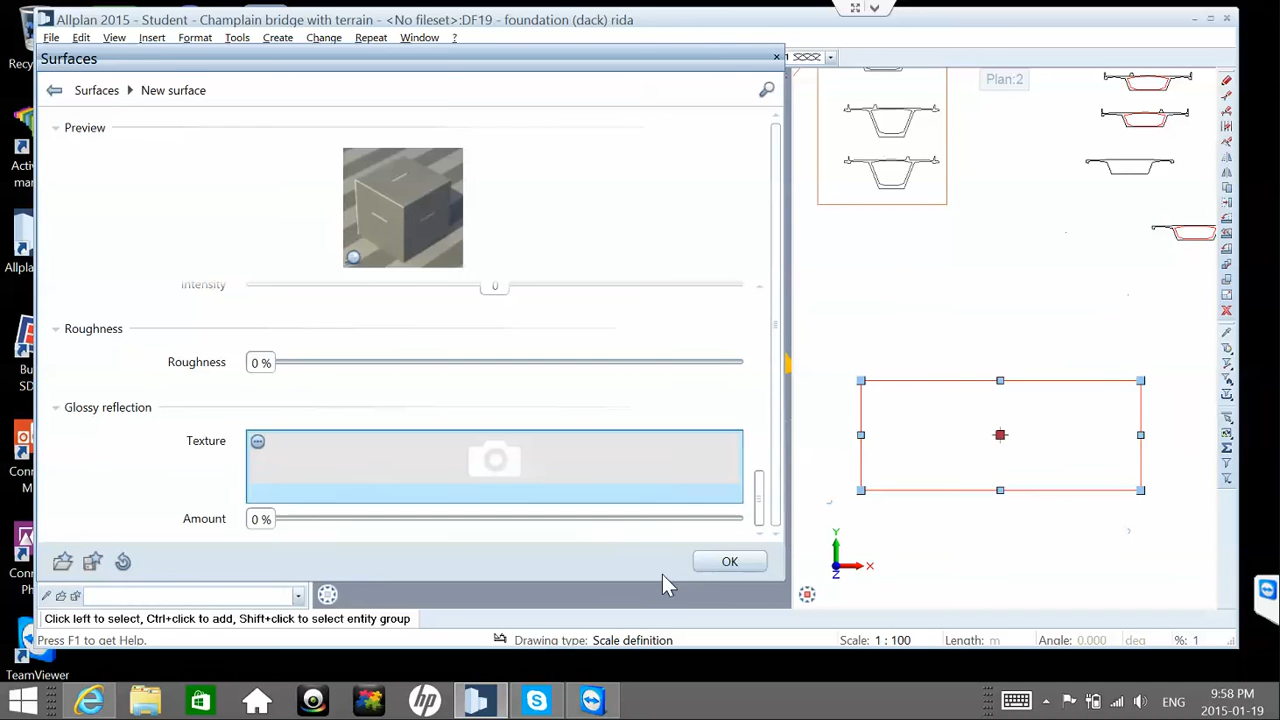 Allplan 2015 - Student - Champlain bridge with terrain - <No fileset>:DF19 - foundation (dack) rida
File Edit View Insert Format Tools Create Change Repeat Window ?
Surfaces
Surfaces New surface
Preview
Plan:2
Intensity 0
Roughness
Roughness 0 %
Glossy reflection
Texture
Amount 0 %
OK
Y
X
Z
1
Click left to select, Ctrl+click to add, Shift+click to select entity group
Press F1 to get Help.
Drawing type: Scale definition
Scale: 1 : 100
Length: m
Angle: 0.000 deg
%: 1
TeamViewer
hp
ENG
9:58 PM
2015-01-19